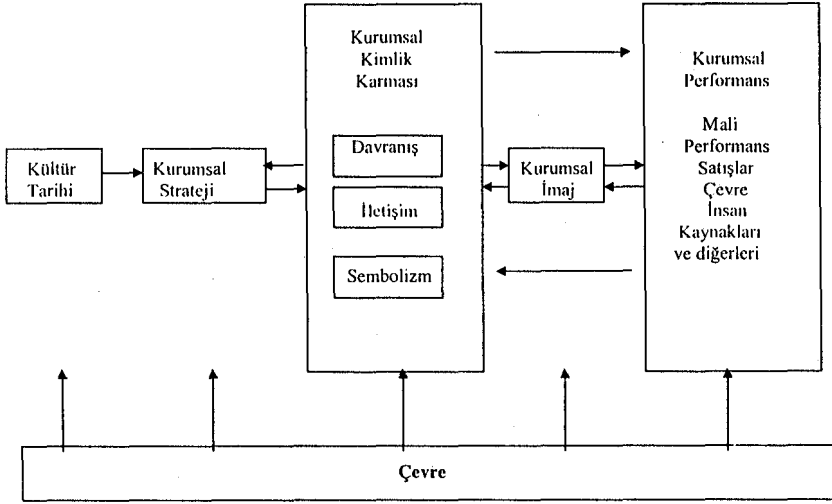 Kültür
Tarihi
Kurumsal
Strateji
Kurumsal
Kimlik
Karması
Davranış
İletişim
Sembolizm
Kurumsal
İmaj
Kurumsal
Performans
Mali
Performans
Satışlar
Çevre
İnsan
Kaynakları
ve diğerleri
Çevre